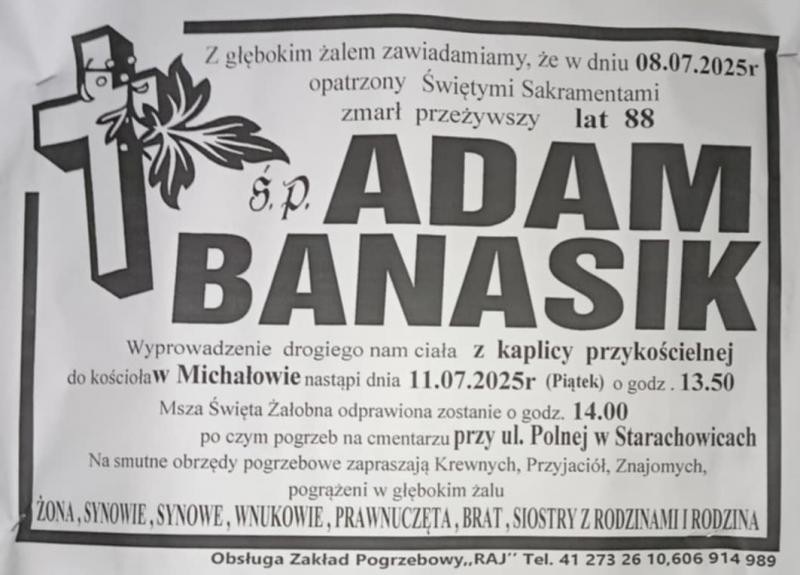 Z głębokim żalem zawiadamiamy, że w dniu 08.07.2025r
opatrzony Świętymi Sakramentami
zmarł przeżywszy lat 88
Ś.P. ADAM
BANASIK
Wyprowadzenie drogiego nam ciała z kaplicy przykościelnej
do kościoław Michałowie nastąpi dnia 11.07.2025r (Piątek) o godz . 13.50
Msza Święta Żałobna odprawiona zostanie o godz. 14.00
po czym pogrzeb na cmentarzu przy ul. Polnej w Starachowicach
Na smutne obrzędy pogrzebowe zapraszają Krewnych, Przyjaciół, Znajomych,
pogrążeni w głębokim żalu
ŻONA , SYNOWIE , SYNOWE , WNUKOWIE , PRAWNUCZĘTA , BRAT , SIOSTRY Z RODZINAMI I RODZINA
Obsługa Zakład Pogrzebowy,,RAJ'' Tel. 41 273 26 10,606 914 989